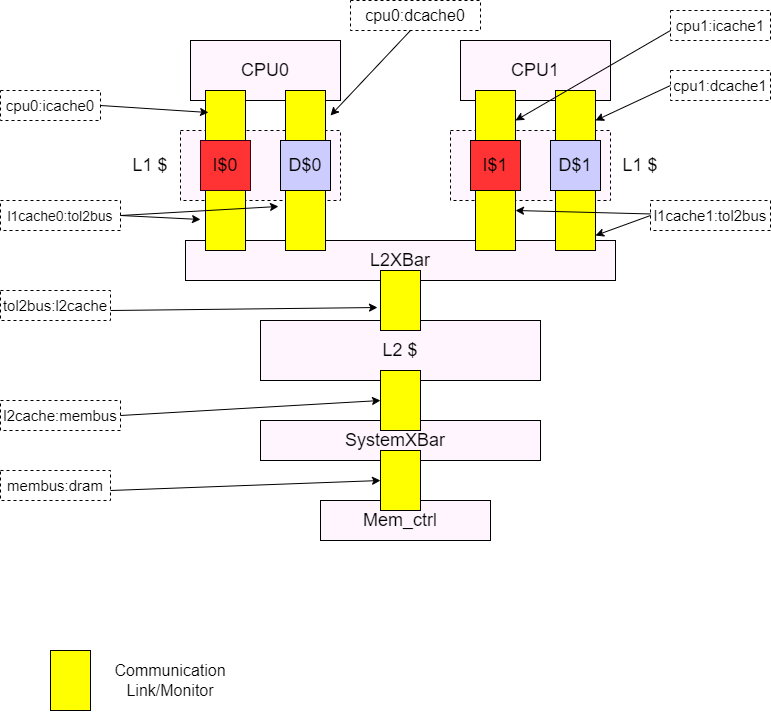 cpu0:dcache0
cpu1:icache1
CPU0
CPU1
cpu1:dcache1
cpu0:icache0
L1 $
I$0
D$0
I$1
D$1
L1 $
l1cache0:tol2bus
l1cache1:tol2bus
L2XBar
tol2bus:l2cache
L2 $
l2cache:membus
SystemXBar
membus:dram
Mem_ctrl
Communication
Link/Monitor